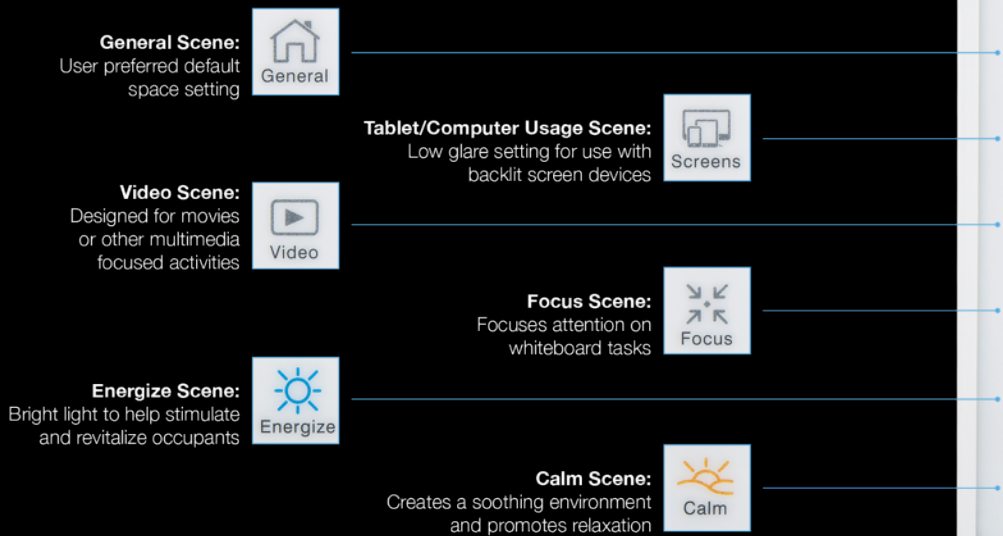 General Scene:
User preferred default
space setting
General
Tablet/Computer Usage Scene:
Low glare setting for use with
backlit screen devices
Screens
Video Scene:
Designed for movies
or other multimedia
focused activities
Video
Focus Scene:
Focuses attention on
whiteboard tasks
Focus
Energize Scene:
Bright light to help stimulate
and revitalize occupants
Energize
Calm Scene:
Creates a soothing environment
and promotes relaxation
Calm